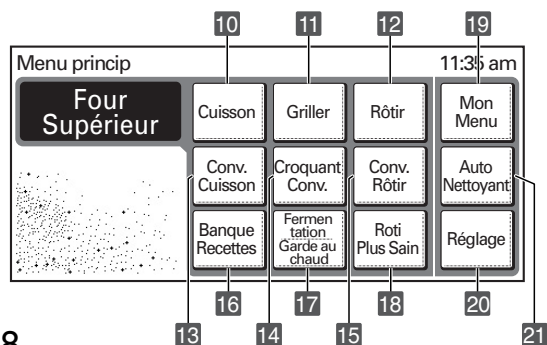 10 11 12 19
Menu princip 11:35 am
Four
Supérieur
Cuisson
Griller
Rôtir
Mon
Menu
Conv.
Cuisson
Croquant
Conv.
Conv.
Rôtir
Auto
Nettoyant
Banque
Recettes
Fermen
tation
Garde au
chaud
Roti
Plus Sain
Réglage
16 17 18 20
13 14 15 21
8